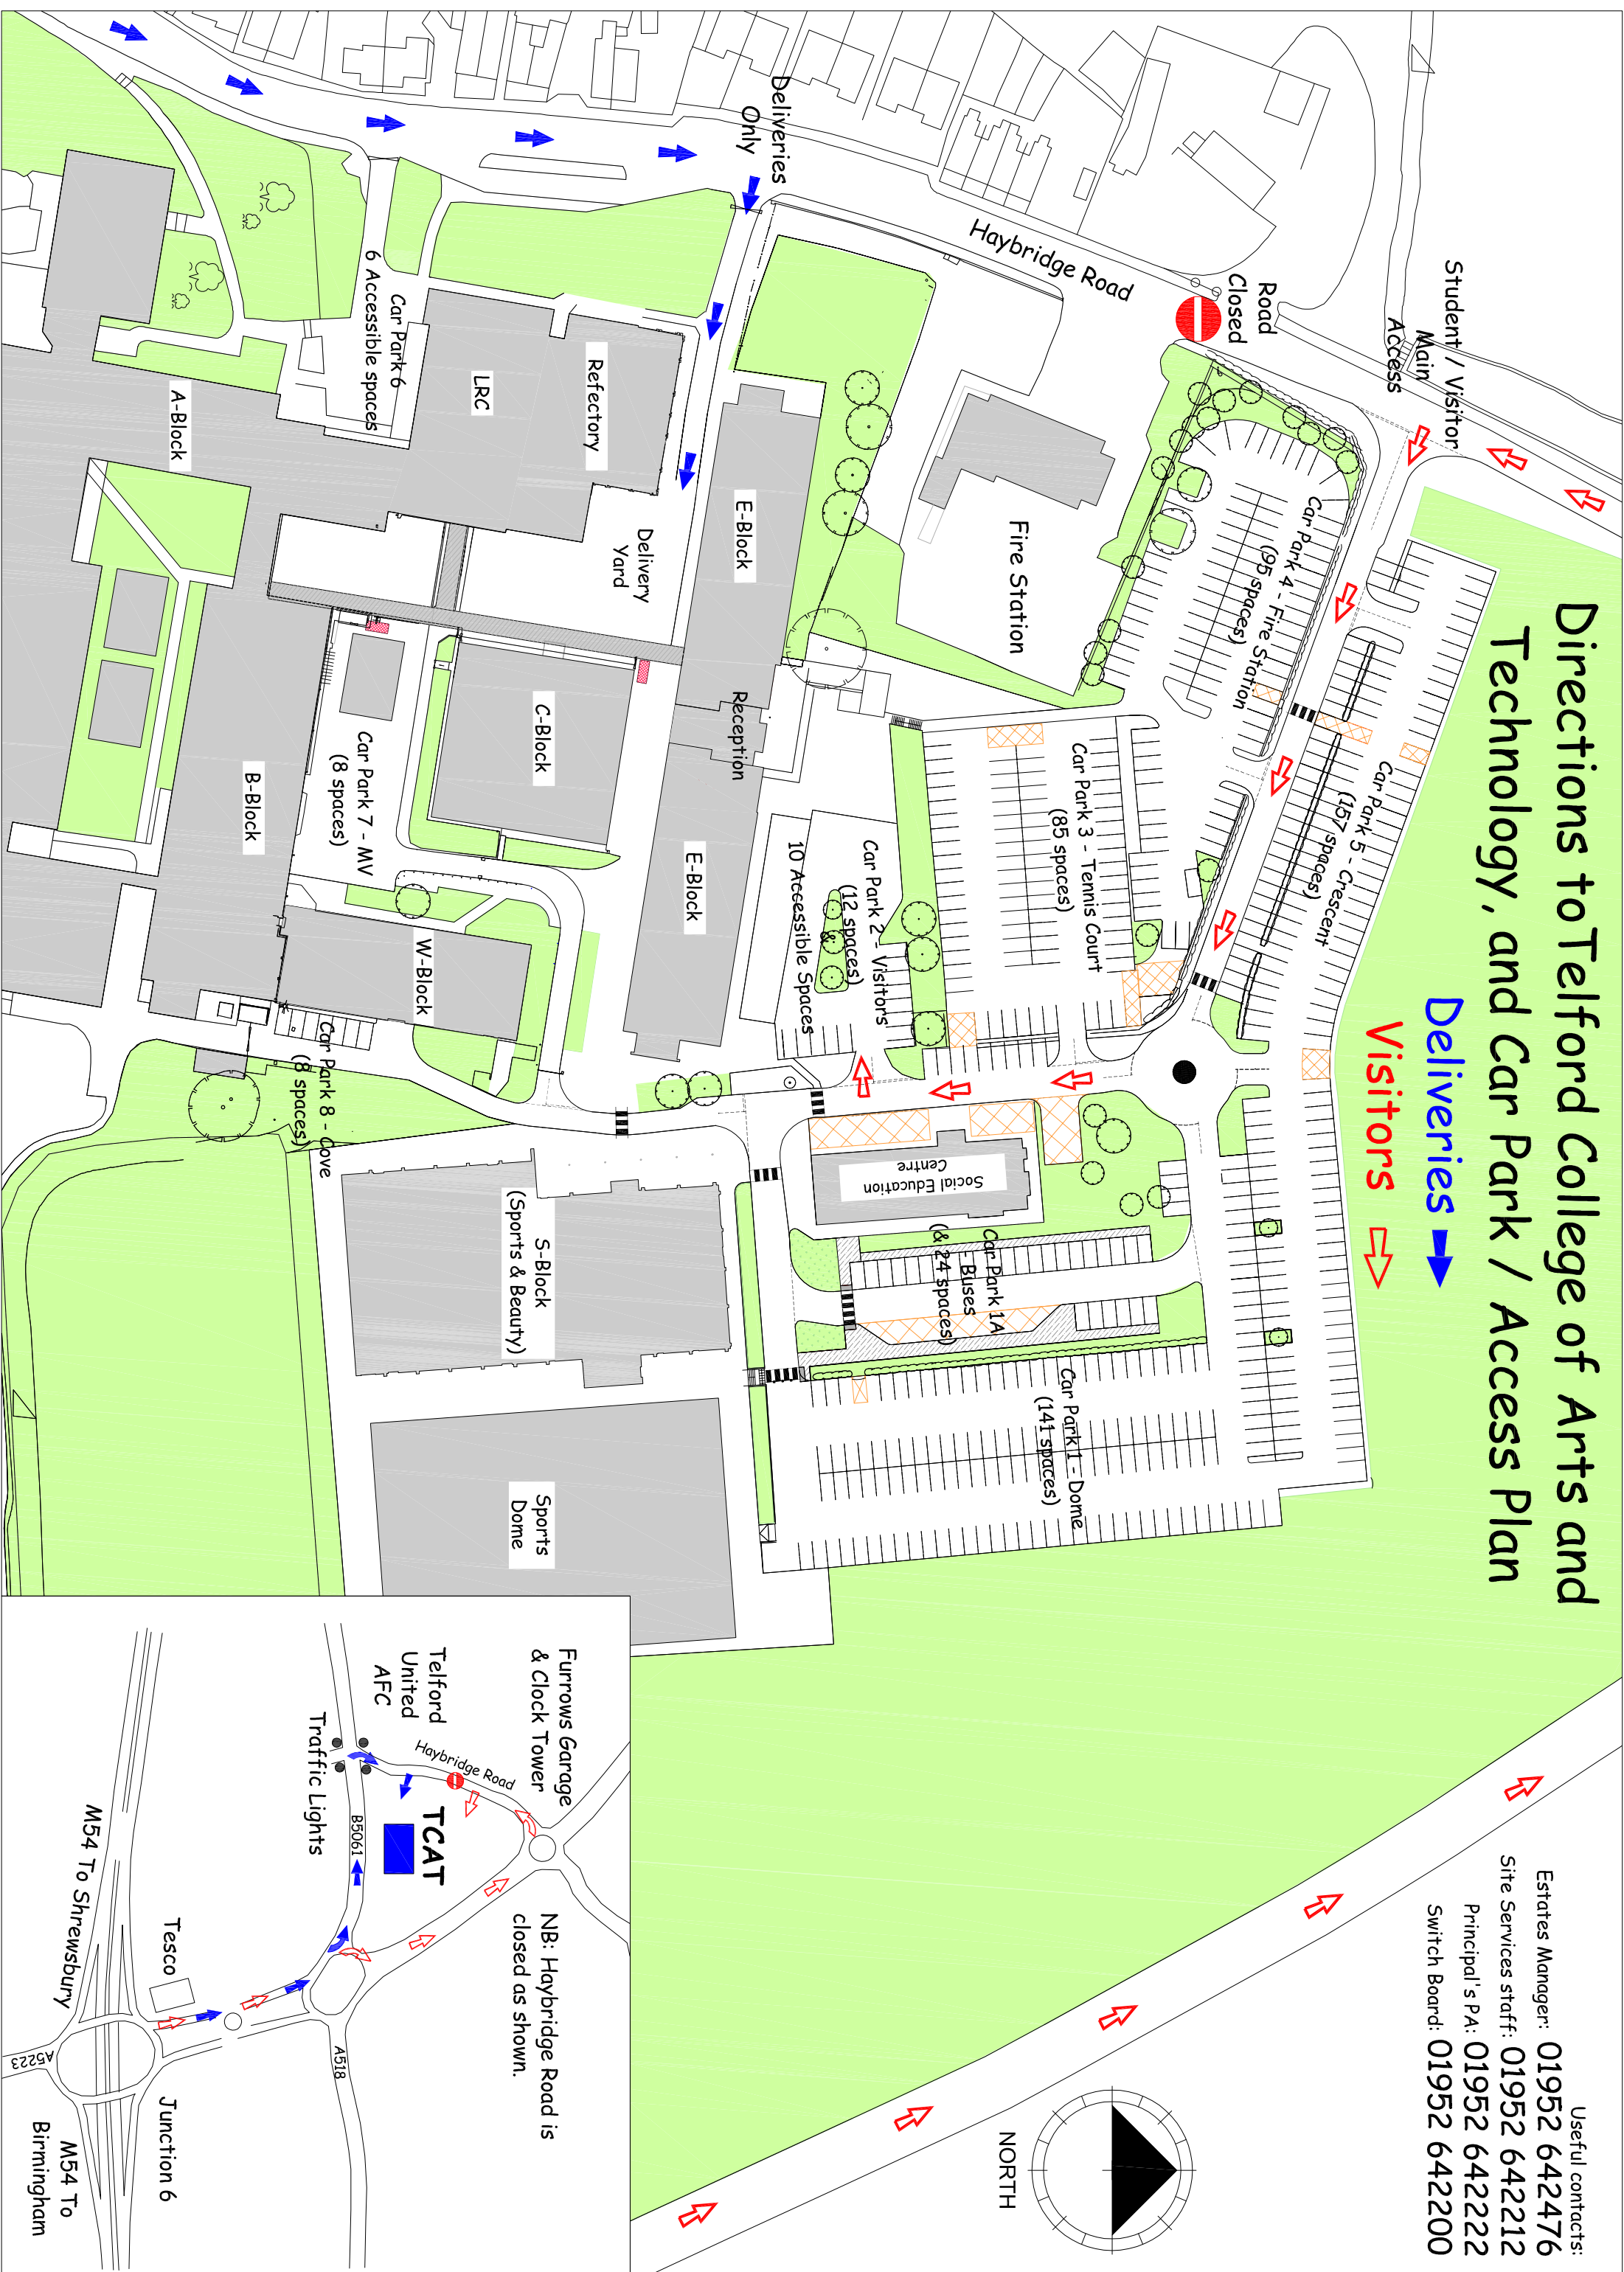 Directions to Telford College of Arts and
Technology, and Car Park / Access Plan
Deliveries
Visitors
Useful contacts:
Estates Manager: 01952 642476
Site Services staff: 01952 642212
Principal's PA: 01952 642222
Switch Board: 01952 642200
NORTH
Student / Visitor
Main
Access
Road
Closed
Haybridge Road
Deliveries
Only
Car Park 4 - Fire Station
(95 spaces)
Car Park 5 - Crescent
(157 spaces)
Fire Station
Car Park 3 - Tennis Court
(85 spaces)
Car Park 2 - Visitors
(12 spaces)
&
10 Accessible Spaces
Social Education
Centre
Car Park 1A
- Buses
(& 24 spaces)
Car Park 1 - Dome
(141 spaces)
E-Block
Reception
E-Block
Delivery
Yard
Refectory
LRC
Car Park 6
6 Accessible spaces
A-Block
C-Block
Car Park 7 - MV
(8 spaces)
B-Block
W-Block
Car Park 8 - Cove
(8 spaces)
S-Block
(Sports & Beauty)
Sports
Dome
Furrows Garage
& Clock Tower
Telford
United
AFC
Haybridge Road
TCAT
Traffic Lights
B5061
NB: Haybridge Road is
closed as shown.
A518
Tesco
M54 To Shrewsbury
A5223
Junction 6
M54 To
Birmingham